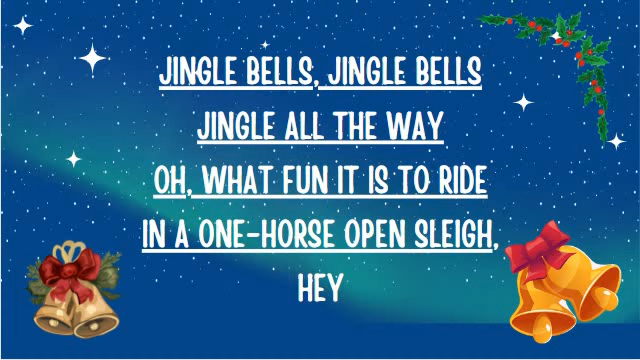 JINGLE BELLS, JINGLE BELLS
JINGLE ALL THE WAY
OH, WHAT FUN IT IS TO RIDE
IN A ONE-HORSE OPEN SLEIGH,
HEY